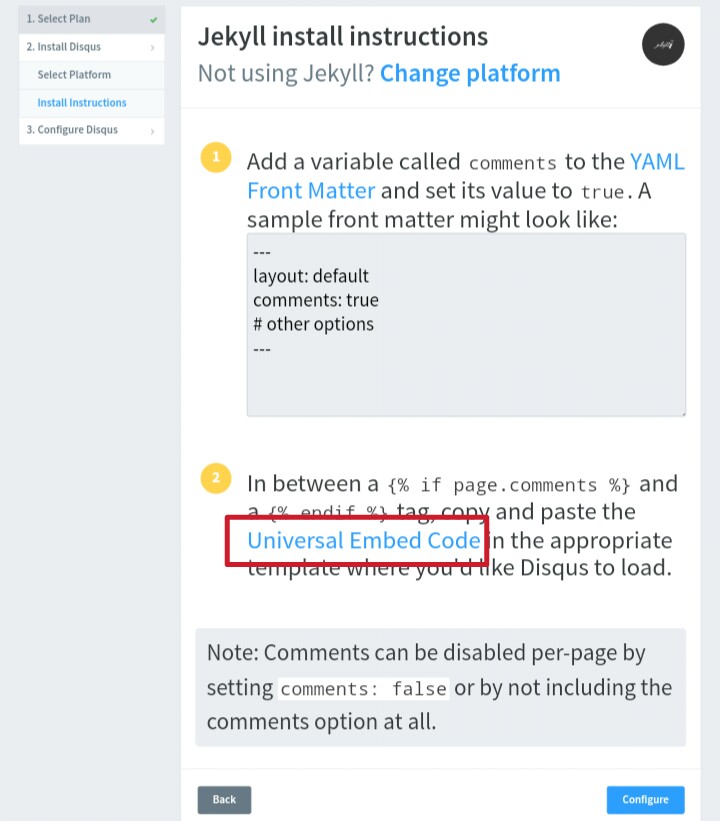 1. Select Plan
2. Install Disqus
Select Platform
Install Instructions
3. Configure Disqus
Jekyll install instructions
Not using Jekyll? Change platform
1
Add a variable called comments to the YAML
Front Matter and set its value to true. A
sample front matter might look like:
---
layout: default
comments: true
# other options
---
2
In between a {% if page.comments %} and
a {% endif %} tag, copy and paste the
Universal Embed Code in the appropriate
template where you'd like Disqus to load.
Note: Comments can be disabled per-page by
setting comments: false or by not including the
comments option at all.
Back
Configure